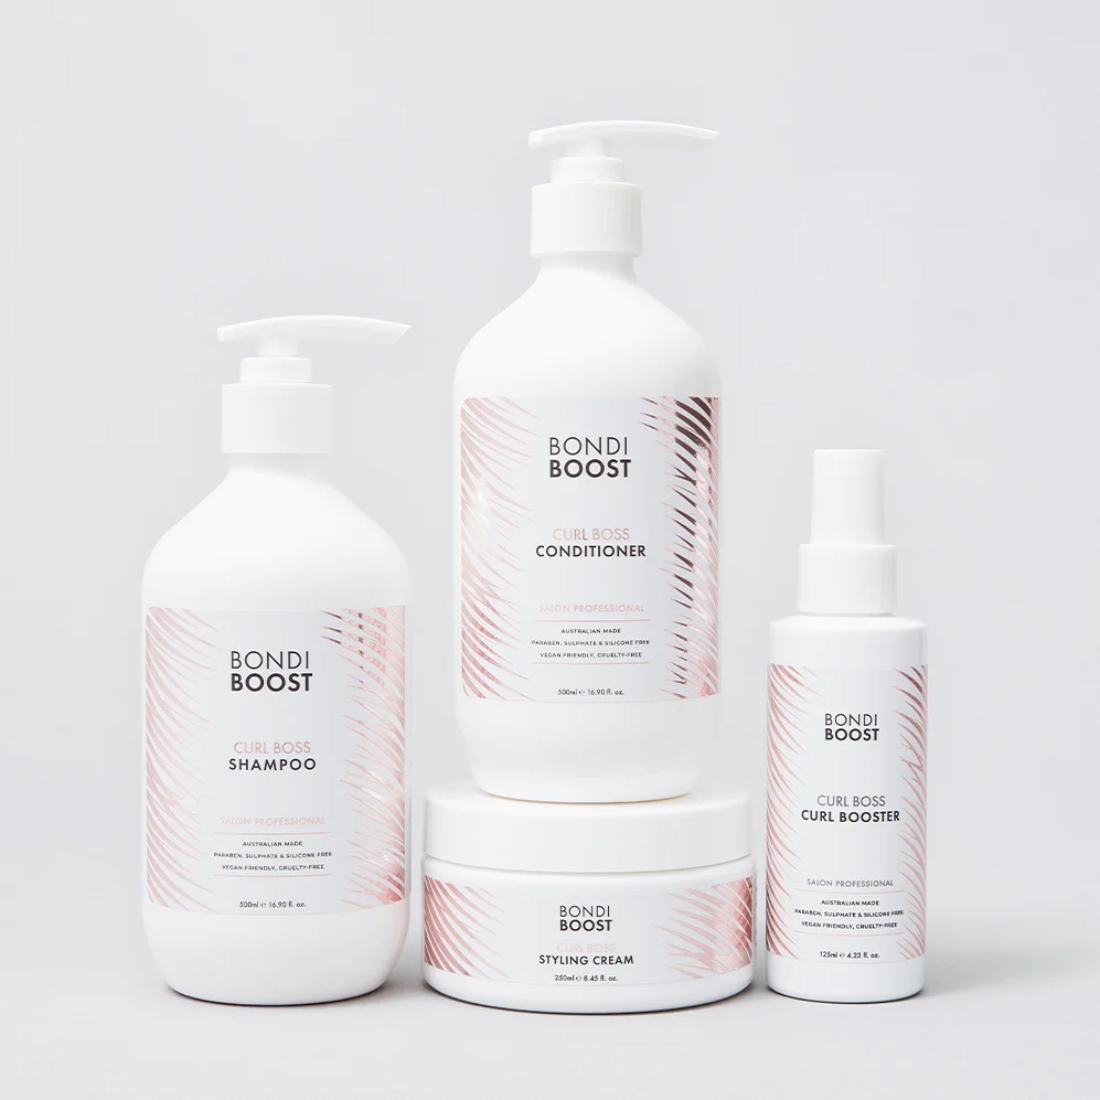 BONDI
BOOST
CURL BOSS
CONDITIONER
SALON PROFESSIONAL
AUSTRALIAN MADE
PARABEN, SULPHATE & SILICONE FREE
VEGAN FRIENDLY, CRUELTY-FREE
500ml ℮ 16.90 fl. oz.
BONDI
BOOST
CURL BOSS
SHAMPOO
SALON PROFESSIONAL
AUSTRALIAN MADE
PARABEN, SULPHATE & SILICONE FREE
VEGAN FRIENDLY, CRUELTY-FREE
500ml ℮ 16.90 fl. oz.
BONDI
BOOST
CURL BOSS
STYLING CREAM
250ml ℮ 8.45 fl. oz.
BONDI
BOOST
CURL BOSS
CURL BOOSTER
SALON PROFESSIONAL
AUSTRALIAN MADE
PARABEN, SULPHATE & SILICONE FREE
VEGAN FRIENDLY, CRUELTY-FREE
125ml ℮ 4.23 fl. oz.